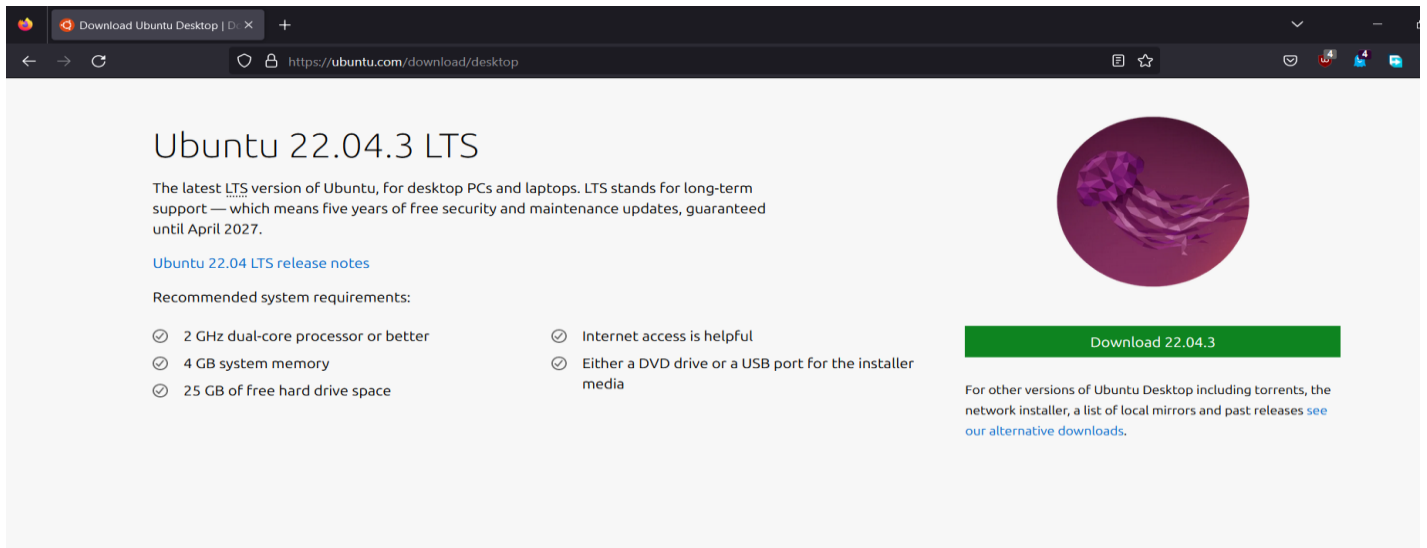 Download Ubuntu Desktop | D
https://ubuntu.com/download/desktop
4
4
Ubuntu 22.04.3 LTS
The latest LTS version of Ubuntu, for desktop PCs and laptops. LTS stands for long-term
support — which means five years of free security and maintenance updates, guaranteed
until April 2027.
Ubuntu 22.04 LTS release notes
Recommended system requirements:
2 GHz dual-core processor or better
4 GB system memory
25 GB of free hard drive space
Internet access is helpful
Either a DVD drive or a USB port for the installer
media
Download 22.04.3
For other versions of Ubuntu Desktop including torrents, the
network installer, a list of local mirrors and past releases see
our alternative downloads.